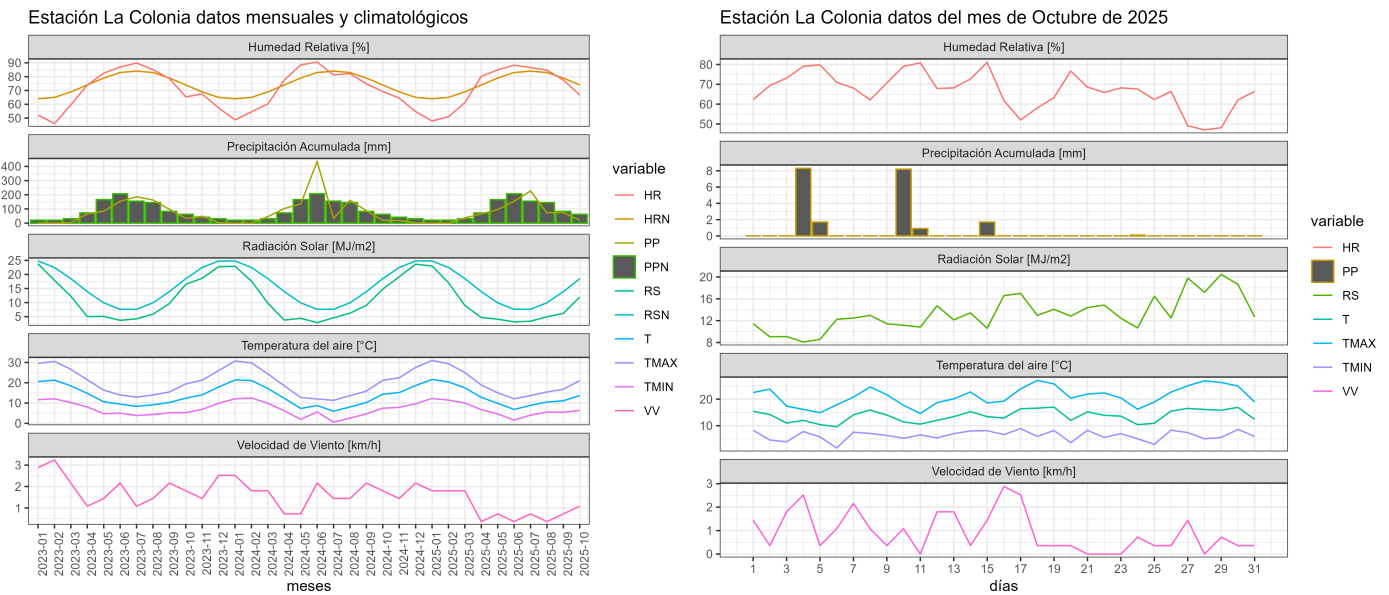 Estación La Colonia datos mensuales y climatológicos
Humedad Relativa [%]
90
80
70
60
50
Precipitación Acumulada [mm]
400
300
200
100
0
Radiación Solar [MJ/m2]
25
20
15
10
5
Temperatura del aire [°C]
30
20
10
0
Velocidad de Viento [km/h]
3
2
1
2023-01
2023-02
2023-03
2023-04
2023-05
2023-06
2023-07
2023-08
2023-09
2023-10
2023-11
2023-12
2024-01
2024-02
2024-03
2024-04
2024-05
2024-06
2024-07
2024-08
2024-09
2024-10
2024-11
2024-12
2025-01
2025-02
2025-03
2025-04
2025-05
2025-06
2025-07
2025-08
2025-09
2025-10
meses
variable
HR
HRN
PP
PPN
RS
RSN
T
TMAX
TMIN
VV
Estación La Colonia datos del mes de Octubre de 2025
Humedad Relativa [%]
80
70
60
50
Precipitación Acumulada [mm]
8
6
4
2
0
Radiación Solar [MJ/m2]
20
16
12
8
Temperatura del aire [°C]
20
10
Velocidad de Viento [km/h]
3
2
1
0
1 3 5 7 9 11 13 15 17 19 21 23 25 27 29 31
días
variable
HR
PP
RS
T
TMAX
TMIN
VV